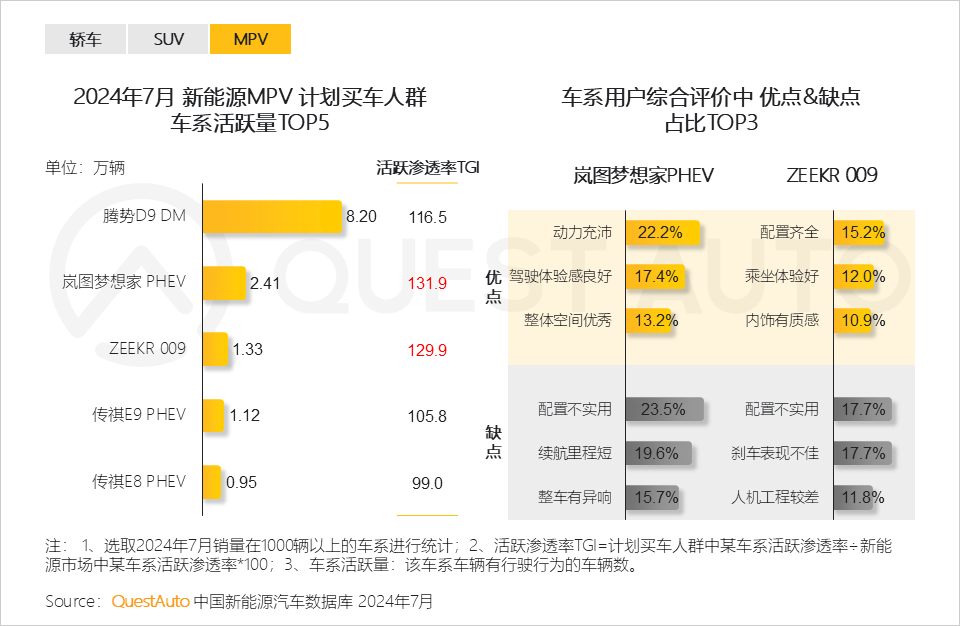 轿车 SUV MPV
2024年7月 新能源MPV 计划买车人群
车系活跃量TOP5
单位：万辆 活跃渗透率TGI
腾势D9 DM 8.20 116.5
岚图梦想家 PHEV 2.41 131.9
ZEEKR 009 1.33 129.9
传祺E9 PHEV 1.12 105.8
传祺E8 PHEV 0.95 99.0
车系用户综合评价中 优点&缺点
占比TOP3
岚图梦想家PHEV ZEEKR 009
优点
动力充沛 22.2% 配置齐全 15.2%
驾驶体验感良好 17.4% 乘坐体验好 12.0%
整体空间优秀 13.2% 内饰有质感 10.9%
缺点
配置不实用 23.5% 配置不实用 17.7%
续航里程短 19.6% 刹车表现不佳 17.7%
整车有异响 15.7% 人机工程较差 11.8%
QUEST AUTO
注： 1、选取2024年7月销量在1000辆以上的车系进行统计；2、活跃渗透率TGI=计划买车人群中某车系活跃渗透率÷新能
源市场中某车系活跃渗透率*100；3、车系活跃量：该车系车辆有行驶行为的车辆数。
Source：QuestAuto 中国新能源汽车数据库 2024年7月